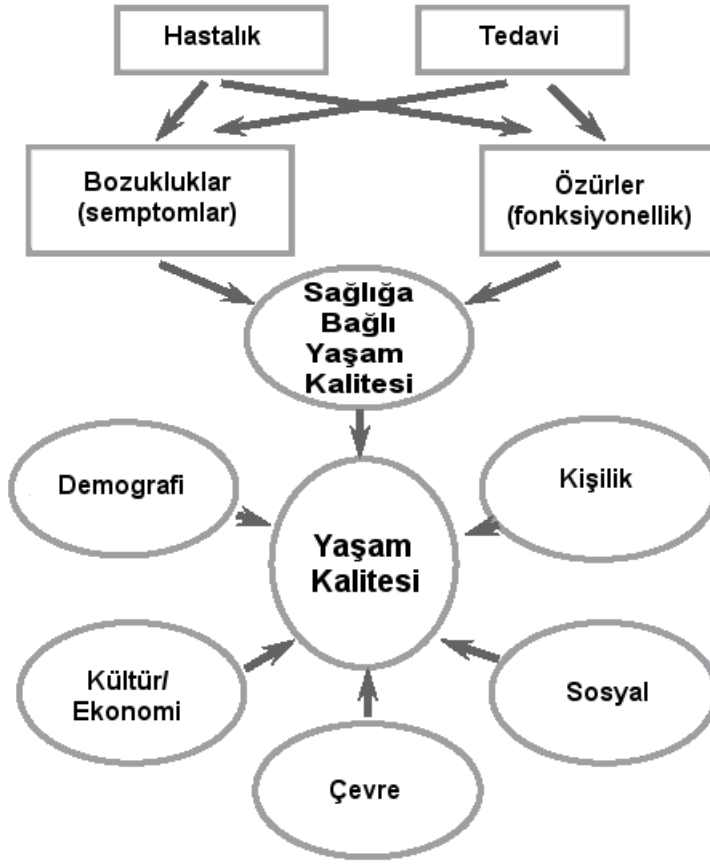 Hastalık
Tedavi
Bozukluklar
(semptomlar)
Özürler
(fonksiyonellik)
Sağlığa
Bağlı
Yaşam
Kalitesi
Demografi
Kişilik
Yaşam
Kalitesi
Kültür/
Ekonomi
Sosyal
Çevre